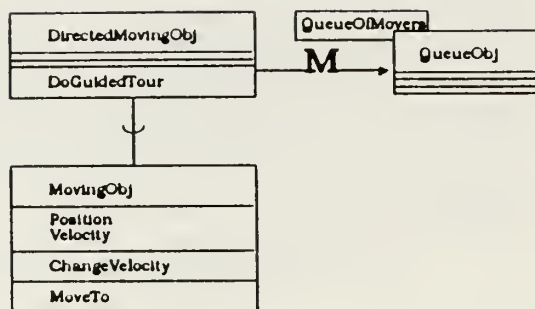 DirectedMovingObj
DoGuidedTour
QueueOfMovers
M
QueueObj
MovingObj
Position
Velocity
ChangeVelocity
MoveTo